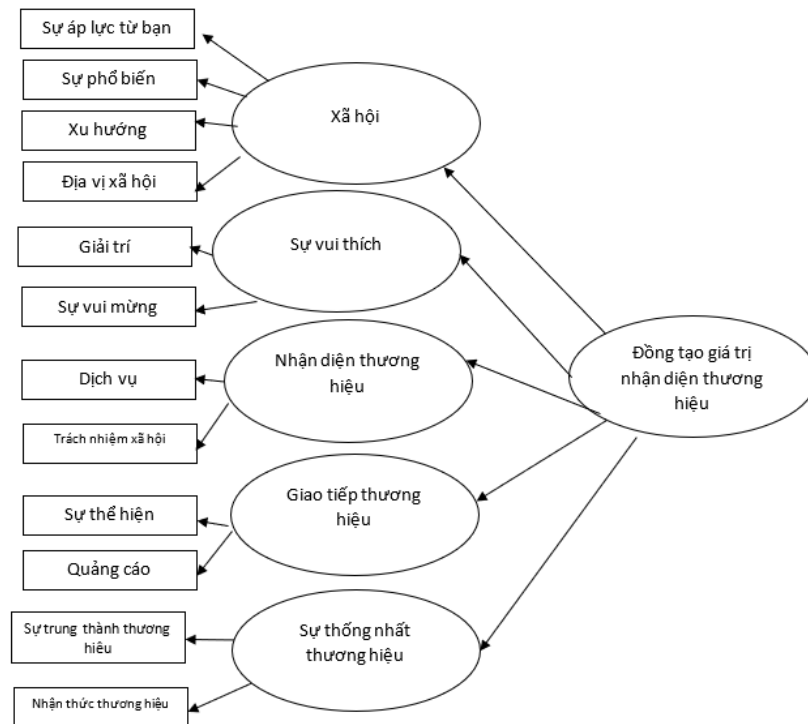 Sự áp lực từ bạn
Sự phổ biến
Xu hướng
Địa vị xã hội
Xã hội
Giải trí
Sự vui mừng
Sự vui thích
Dịch vụ
Trách nhiệm xã hội
Nhận diện thương
hiệu
Sự thể hiện
Quảng cáo
Giao tiếp thương
hiệu
Sự trung thành thương
hiêu
Nhận thức thương hiệu
Sự thống nhất
thương hiệu
Đồng tạo giá trị
nhận diện thương
hiệu